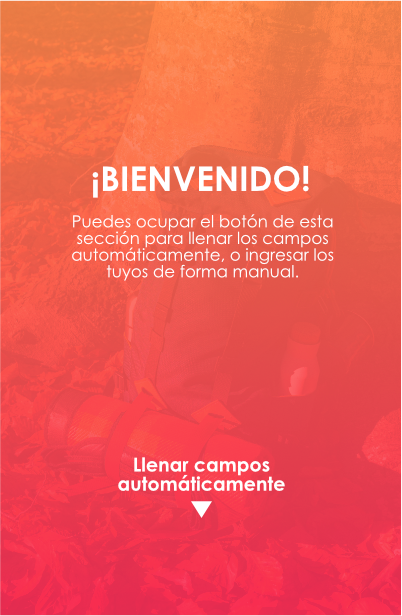 ¡BIENVENIDO!
Puedes ocupar el botón de esta
sección para llenar los campos
automáticamente, o ingresar los
tuyos de forma manual.
Llenar campos
automáticamente